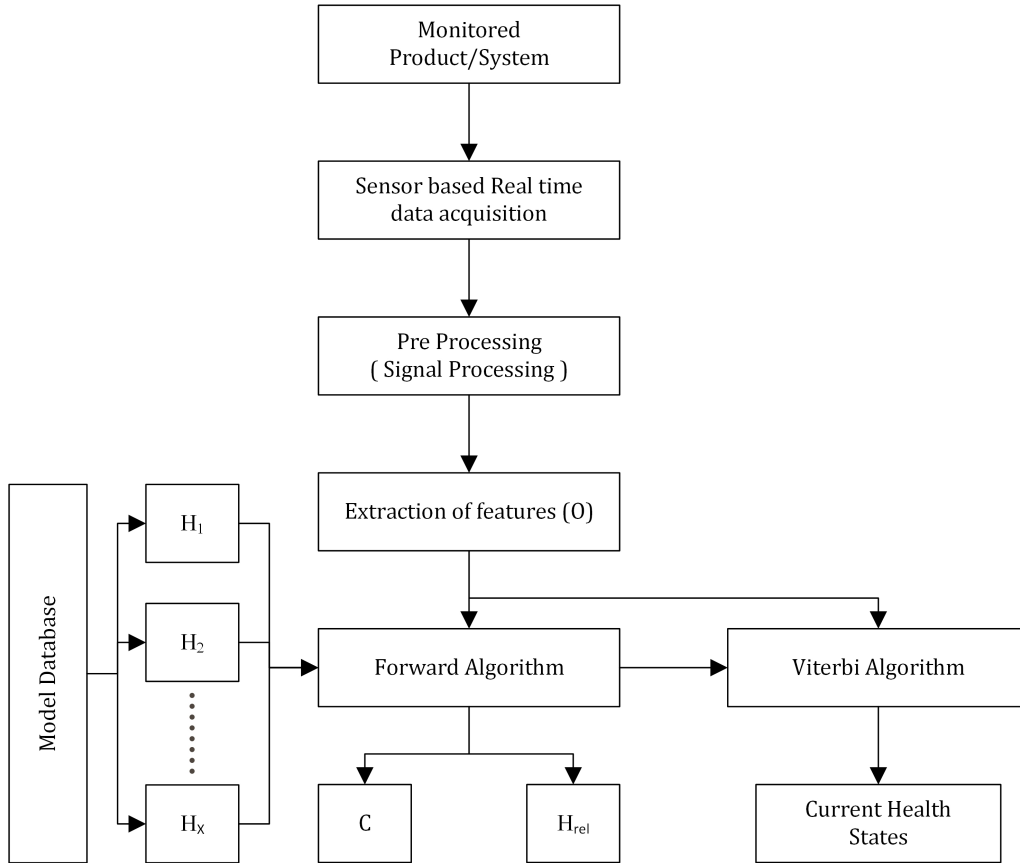 Monitored
Product/System
Sensor based Real time
data acquisition
Pre Processing
( Signal Processing )
Extraction of features (O)
Model Database
H₁
H₂
Hₓ
Forward Algorithm
Viterbi Algorithm
C
Hrel
Current Health
States